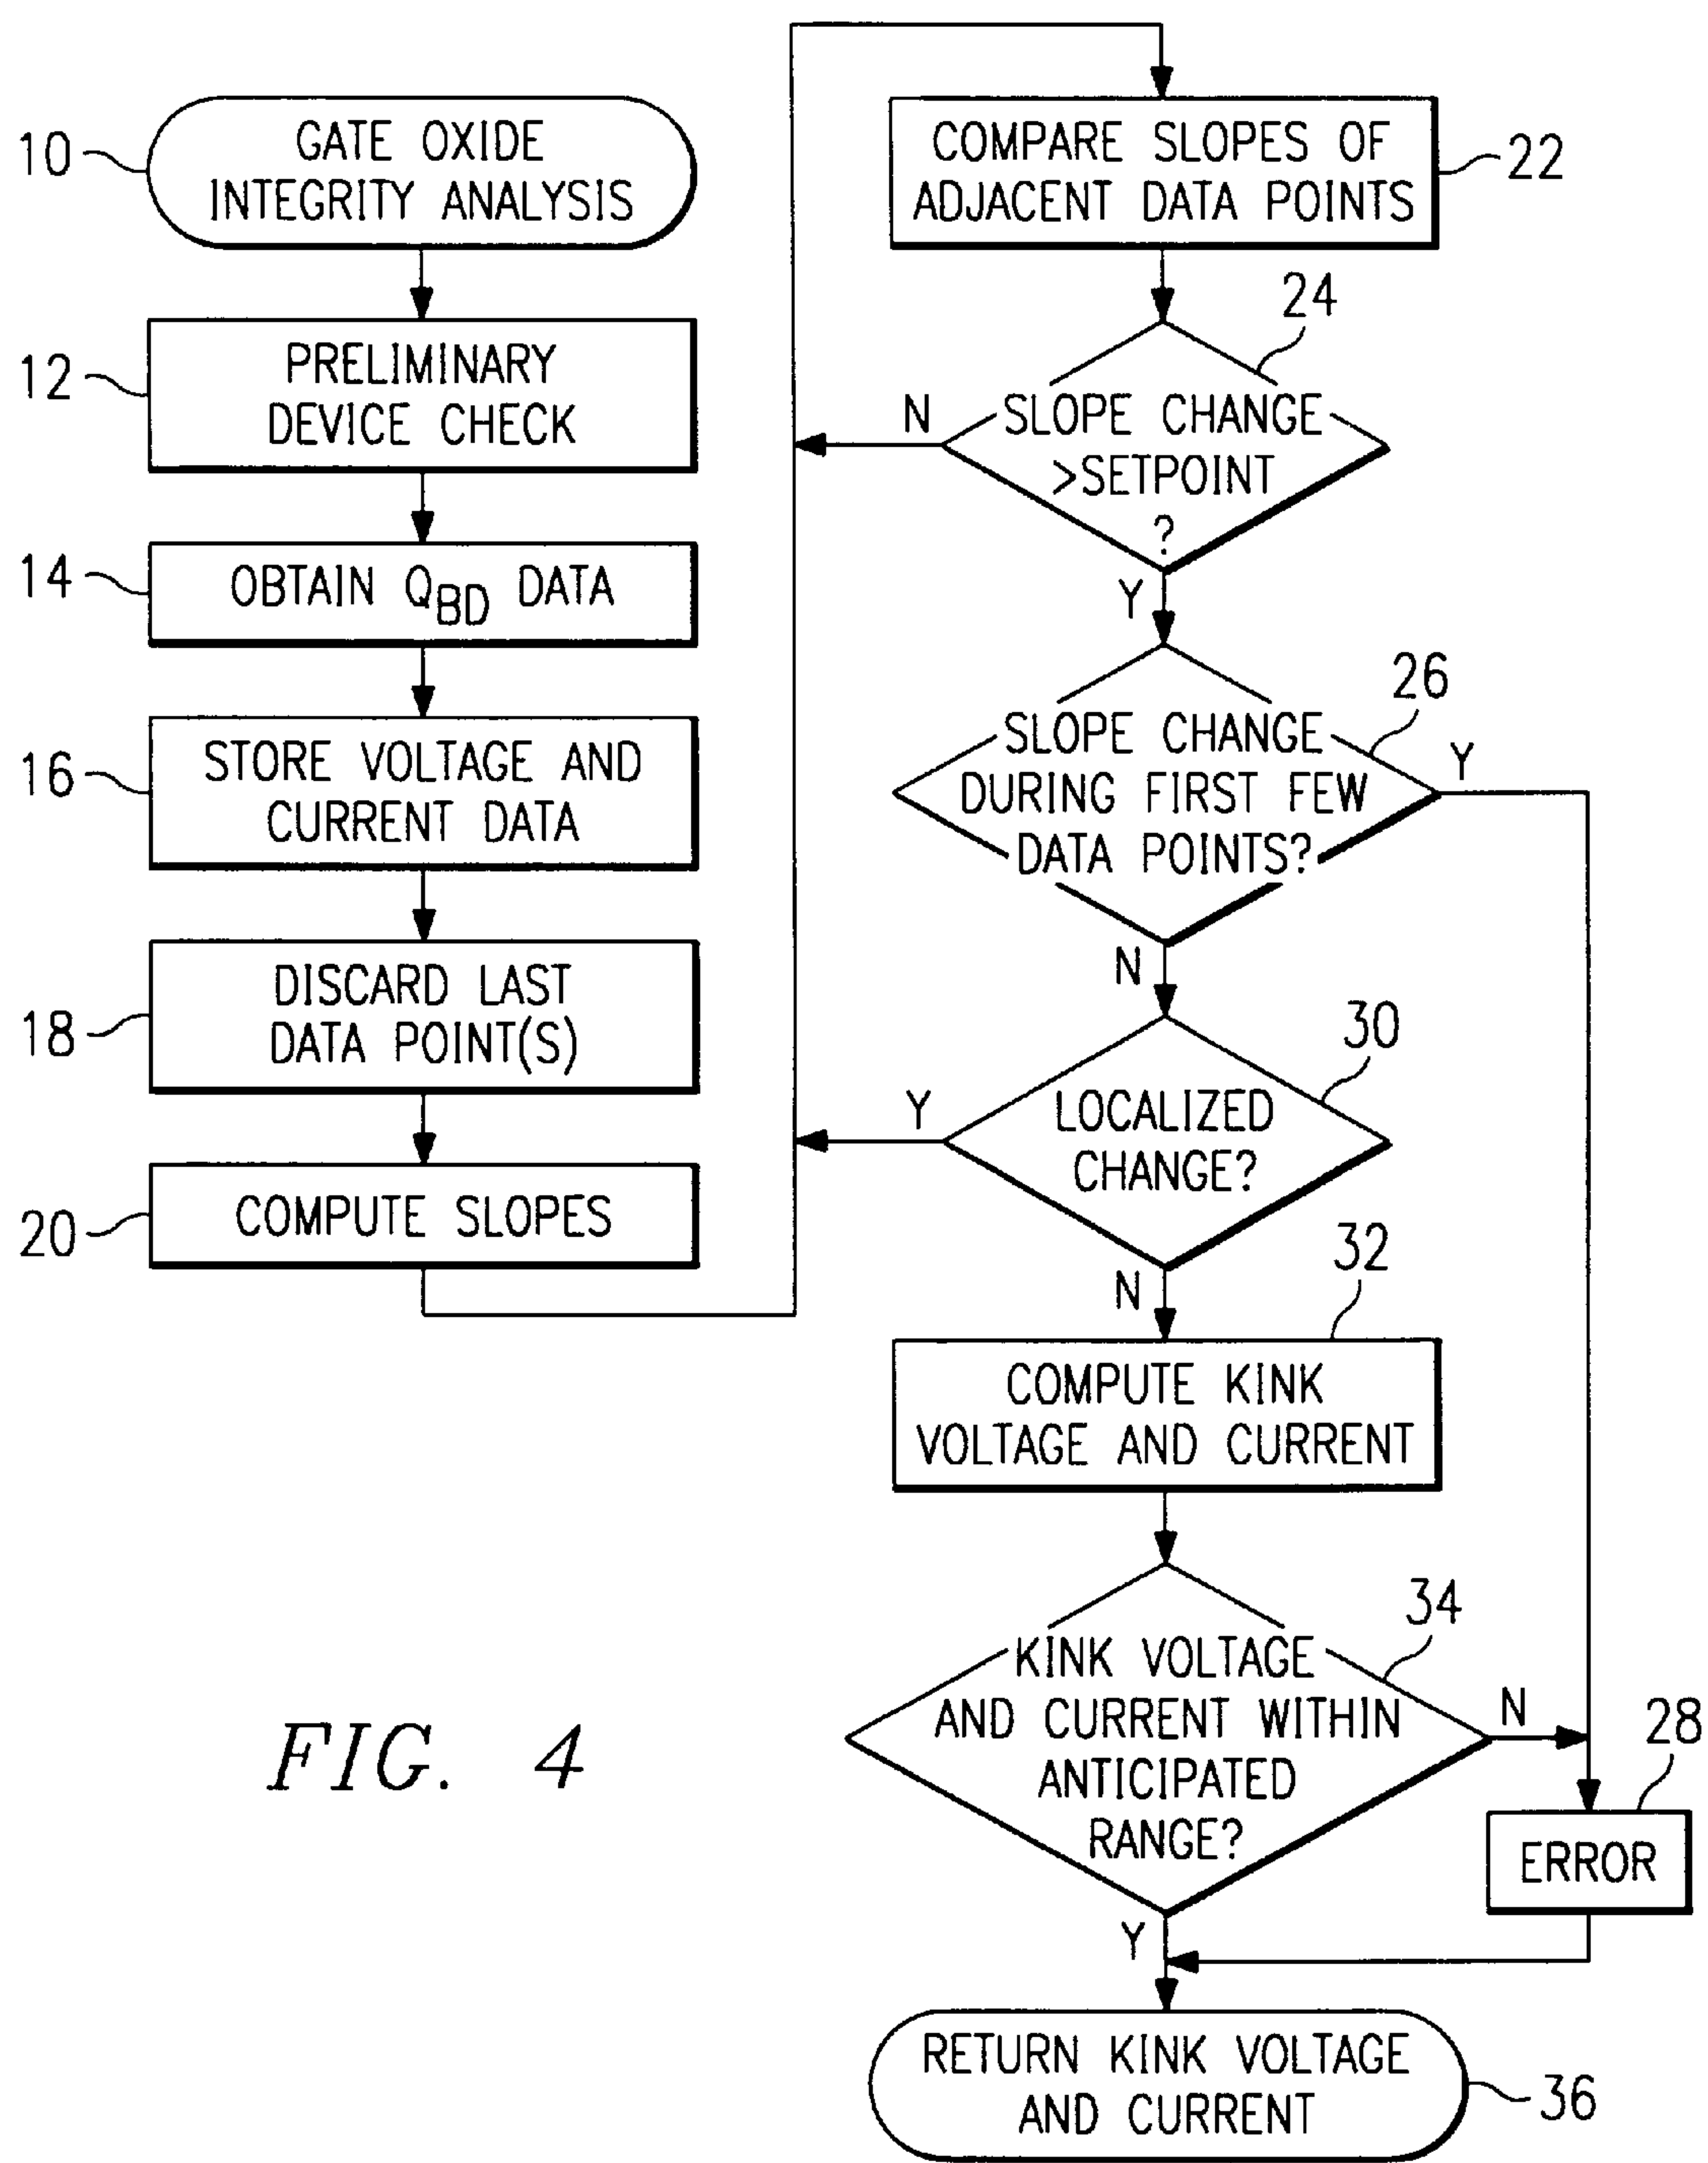 10
GATE OXIDE
INTEGRITY ANALYSIS
12
PRELIMINARY
DEVICE CHECK
14
OBTAIN QBD DATA
16
STORE VOLTAGE AND
CURRENT DATA
18
DISCARD LAST
DATA POINT(S)
20
COMPUTE SLOPES
COMPARE SLOPES OF
ADJACENT DATA POINTS
22
24
SLOPE CHANGE
>SETPOINT
?
N
Y
26
SLOPE CHANGE
DURING FIRST FEW
DATA POINTS?
Y
N
30
LOCALIZED
CHANGE?
Y
N
32
COMPUTE KINK
VOLTAGE AND CURRENT
34
KINK VOLTAGE
AND CURRENT WITHIN
ANTICIPATED
RANGE?
N
Y
28
ERROR
RETURN KINK VOLTAGE
AND CURRENT
36
FIG. 4